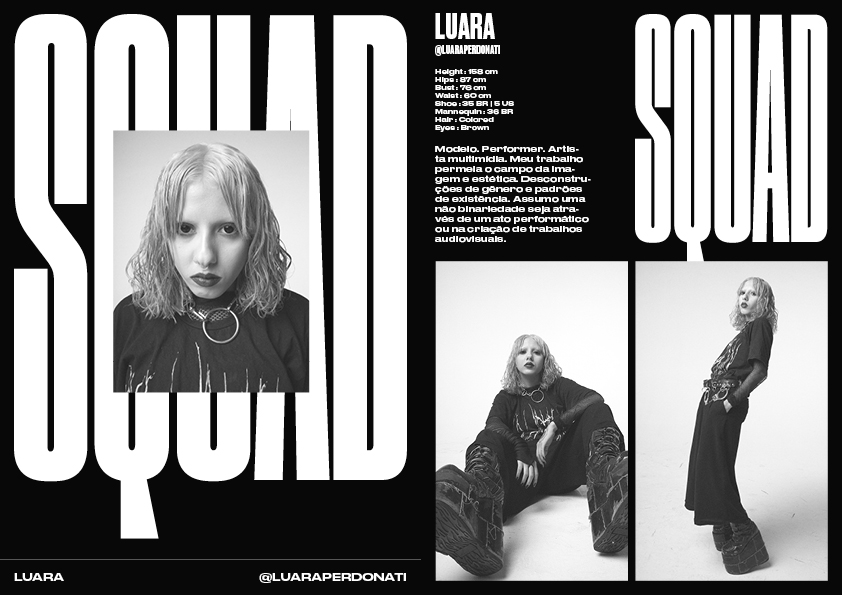 SQUAD
LUARA
@LUARAPERDONATI
LUARA
@LUARAPERDONATI
Height : 158 cm
Hips : 87 cm
Bust : 76 cm
Waist : 60 cm
Shoe : 35 BR | 5 US
Mannequin : 36 BR
Hair : Colored
Eyes : Brown
Modelo. Performer. Artis-
ta multimídia. Meu trabalho
permeia o campo da ima-
gem e estética. Desconstru-
ções de gênero e padrões
de existência. Assumo uma
não binariedade seja atra-
vés de um ato performático
ou na criação de trabalhos
audiovisuais.
SQUAD